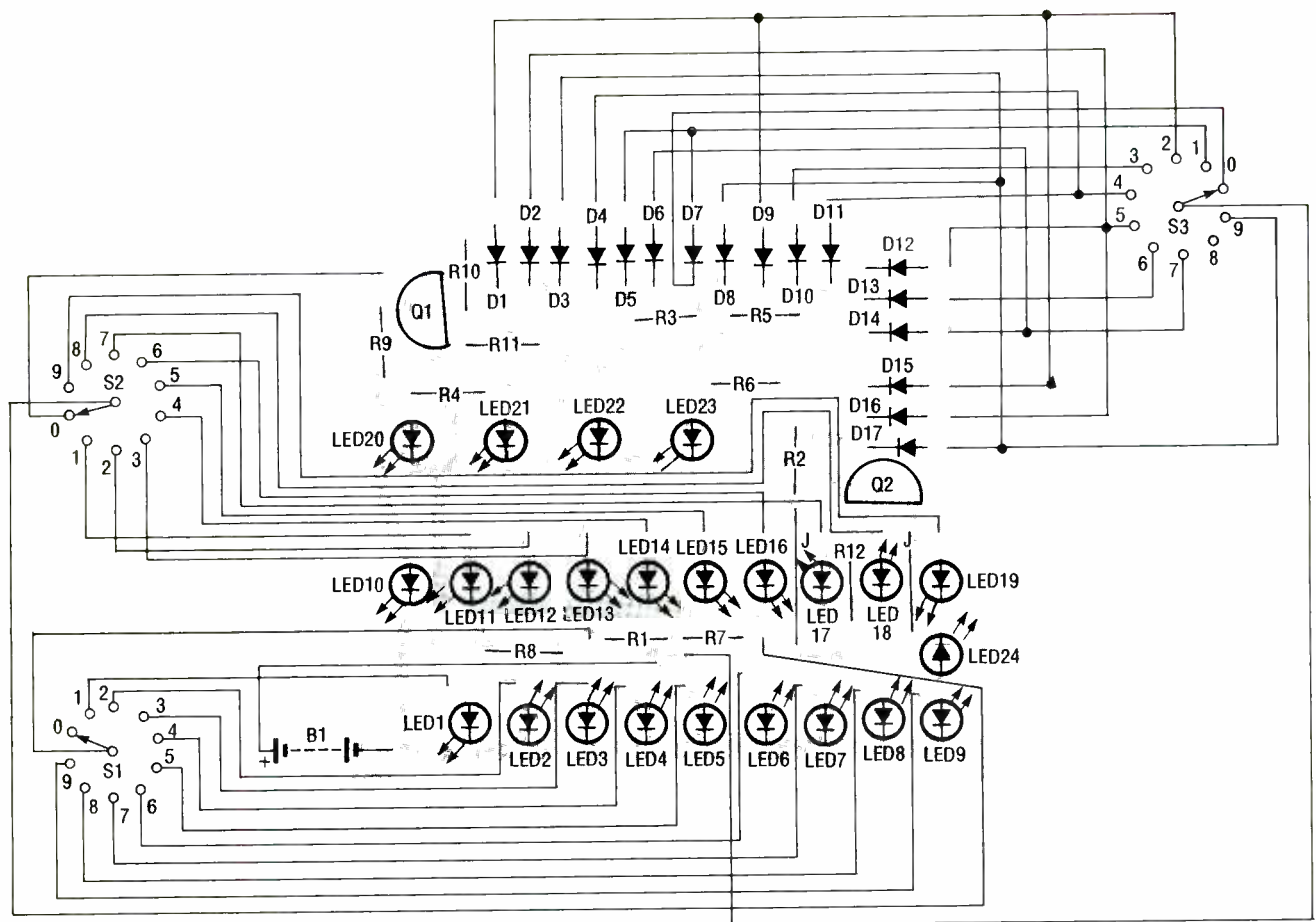 2
1
0
3
4
5
S3
9
8
6
7
D2
D4
D6
D7
D9
D11
R10
D1
D3
D5
D8
D10
D12
D13
D14
D15
D16
D17
Q1
R3
R5
R9
R11
R4
R6
7
6
8
9
S2
5
4
0
1
2
3
LED20
LED21
LED22
LED23
R2
Q2
LED14
LED15
LED16
J
R12
J
LED10
LED11
LED12
LED13
LED
17
LED
18
LED19
R8
R1
R7
LED24
1
2
3
0
4
5
S1
9
8
7
6
+
B1
LED1
LED2
LED3
LED4
LED5
LED6
LED7
LED8
LED9